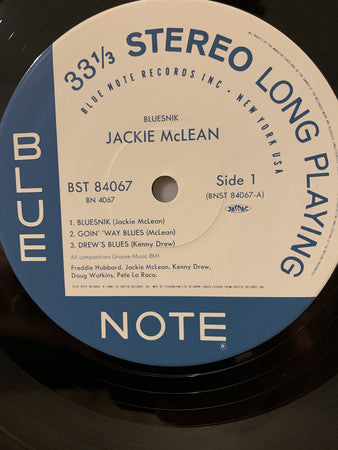 33⅓ STEREO LONG PLAYING
BLUE NOTE RECORDS INC · NEW YORK USA
BLUESNIK
JACKIE McLEAN
BST 84067
BN 4067
Side 1
(BNST 84067-A)
JASRAC
1. BLUESNIK (Jackie McLean)
2. GOIN' 'WAY BLUES (McLean)
3. DREW'S BLUES (Kenny Drew)
All compositions Groove Music-BMI
Freddie Hubbard, Jackie McLean, Kenny Drew,
Doug Watkins, Pete La Roca.
BLUE
NOTE®